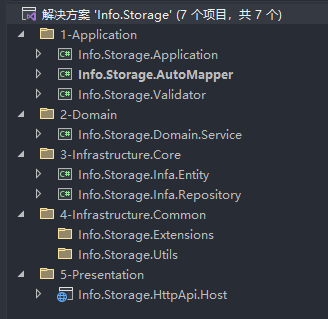 解决方案 'Info.Storage' (7 个项目，共 7 个)
1-Application
Info.Storage.Application
Info.Storage.AutoMapper
Info.Storage.Validator
2-Domain
Info.Storage.Domain.Service
3-Infrastructure.Core
Info.Storage.Infa.Entity
Info.Storage.Infa.Repository
4-Infrastructure.Common
Info.Storage.Extensions
Info.Storage.Utils
5-Presentation
Info.Storage.HttpApi.Host